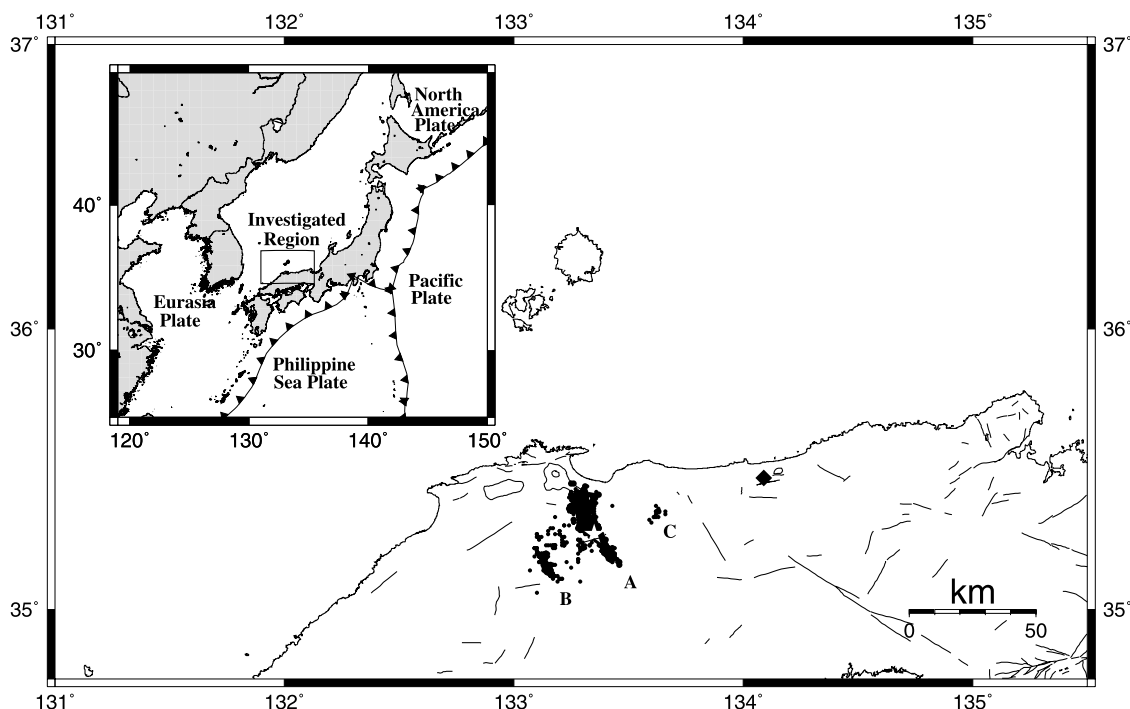 131° 132° 133° 134° 135°
37° 37°
North
America
Plate
40°
Investigated
Region
Pacific
Plate
Eurasia
Plate
36° 36°
30°
Philippine
Sea Plate
120° 130° 140° 150°
C
A
B
km
35° 35°
0 50
131° 132° 133° 134° 135°